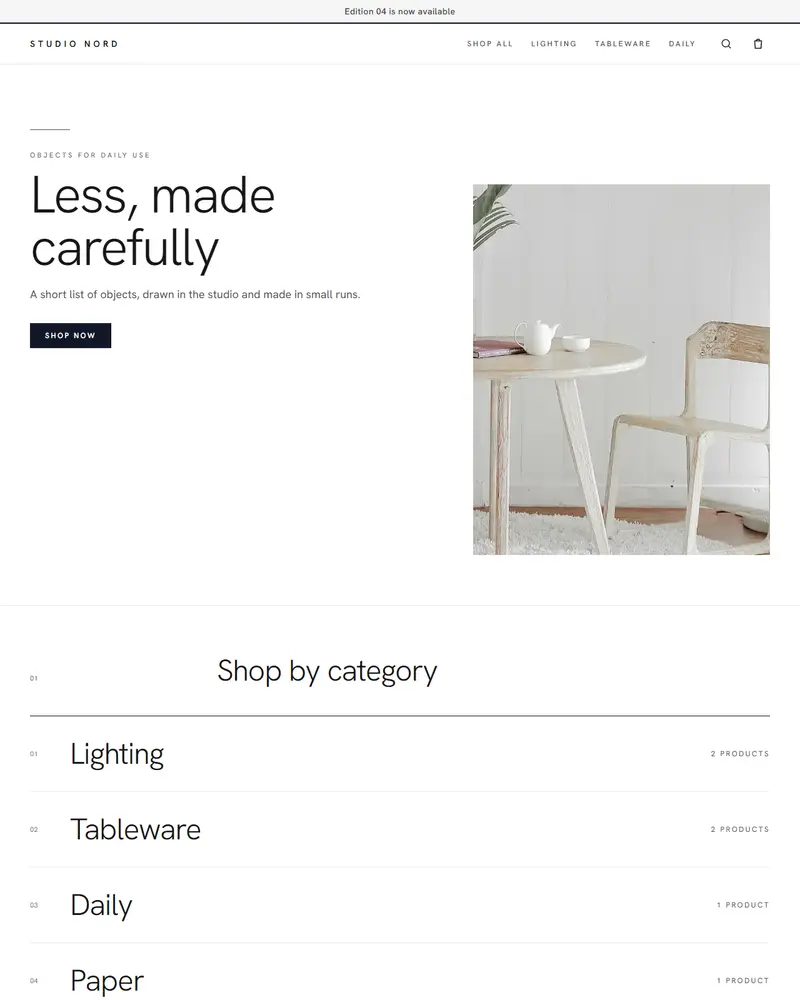 Edition 04 is now available
STUDIO NORD
SHOP ALL LIGHTING TABLEWARE DAILY
OBJECTS FOR DAILY USE
Less, made
carefully
A short list of objects, drawn in the studio and made in small runs.
SHOP NOW
01 Shop by category
01 Lighting 2 PRODUCTS
02 Tableware 2 PRODUCTS
03 Daily 1 PRODUCT
04 Paper 1 PRODUCT